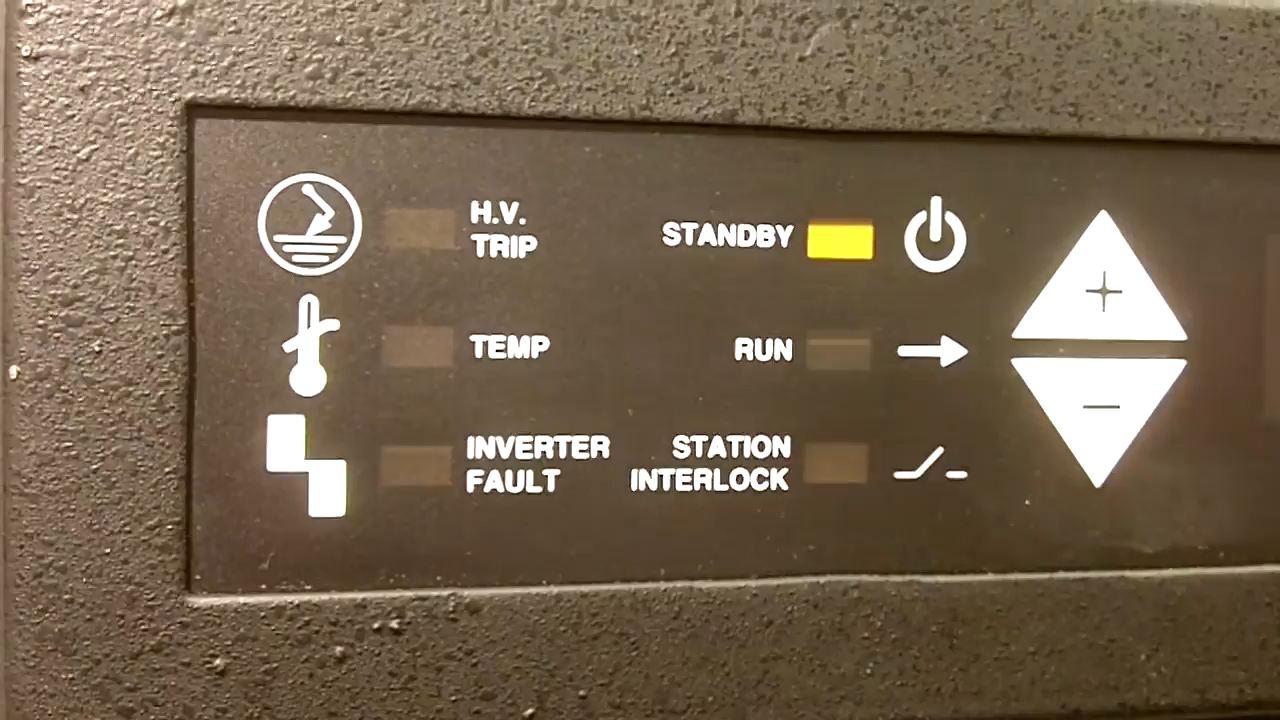 H.V.
TRIP
TEMP
INVERTER
FAULT
STANDBY
RUN
STATION
INTERLOCK
+
−